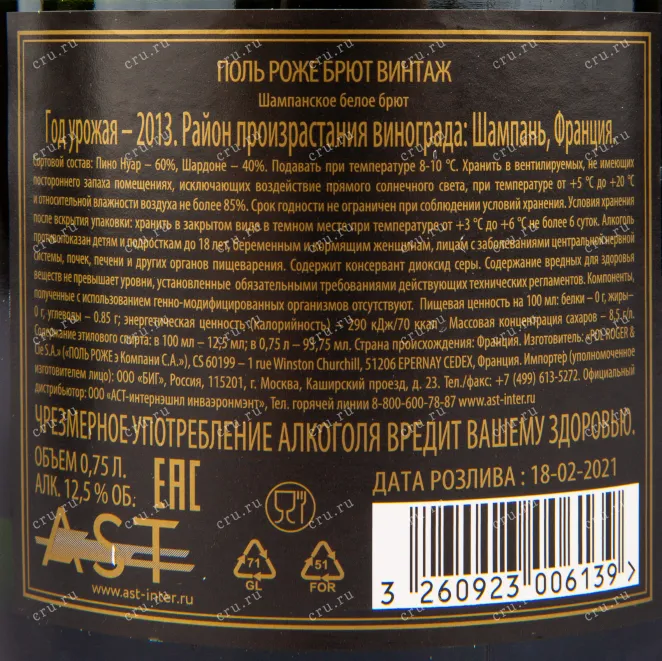 ПОЛЬ РОЖЕ БРЮТ ВИНТАЖ
Шампанское белое брют
Год урожая – 2013. Район произрастания винограда: Шампань, Франция.
Сортовой состав: Пино Нуар – 60%, Шардоне – 40%. Подавать при температуре 8-10 °С. Хранить в вентилируемых, не имеющих
постороннего запаха помещениях, исключающих воздействие прямого солнечного света, при температуре от +5 °С до +20 °С
и относительной влажности воздуха не более 85%. Срок годности не ограничен при соблюдении условий хранения. Условия хранения
после вскрытия упаковки: хранить в закрытом виде в темном месте при температуре от +3 °С до +6 °С не более 6 суток. Алкоголь
противопоказан детям и подросткам до 18 лет, беременным и кормящим женщинам, лицам с заболеваниями центральной нервной
системы, почек, печени и других органов пищеварения. Содержит консервант диоксид серы. Содержание вредных для здоровья
веществ не превышает уровни, установленные обязательными требованиями действующих технических регламентов. Компоненты,
полученные с использованием генно-модифицированных организмов отсутствуют. Пищевая ценность на 100 мл: белки – 0 г, жиры–
0 г, углеводы – 0.85 г; энергетическая ценность (калорийность) – 290 кДж/70 ккал. Массовая концентрация сахаров – 8,5 г/л.
Содержание этилового спирта: в 100 мл – 12,5 мл; в 0,75 л – 93,75 мл. Страна происхождения: Франция. Изготовитель: «POL ROGER &
Cie S.A.» («ПОЛЬ РОЖЕ э Компани С.А.»), CS 60199 – 1 rue Winston Churchill, 51206 EPERNAY CEDEX, Франция. Импортер (уполномоченное
изготовителем лицо): ООО «БИГ», Россия, 115201, г. Москва, Каширский проезд, д. 23. Тел./факс: +7 (499) 613-5272. Официальный
дистрибьютор: ООО «АСТ-интернэшнл инваэронмэнт», Тел. горячей линии 8-800-600-78-87 www.ast-inter.ru
ЧРЕЗМЕРНОЕ УПОТРЕБЛЕНИЕ АЛКОГОЛЯ ВРЕДИТ ВАШЕМУ ЗДОРОВЬЮ.
ОБЪЕМ 0,75 Л.
АЛК. 12,5 % ОБ.
EAC
ДАТА РОЗЛИВА : 18-02-2021
AST
www.ast-inter.ru
71
GL
51
FOR
3 260923 006139 >
cru.ru